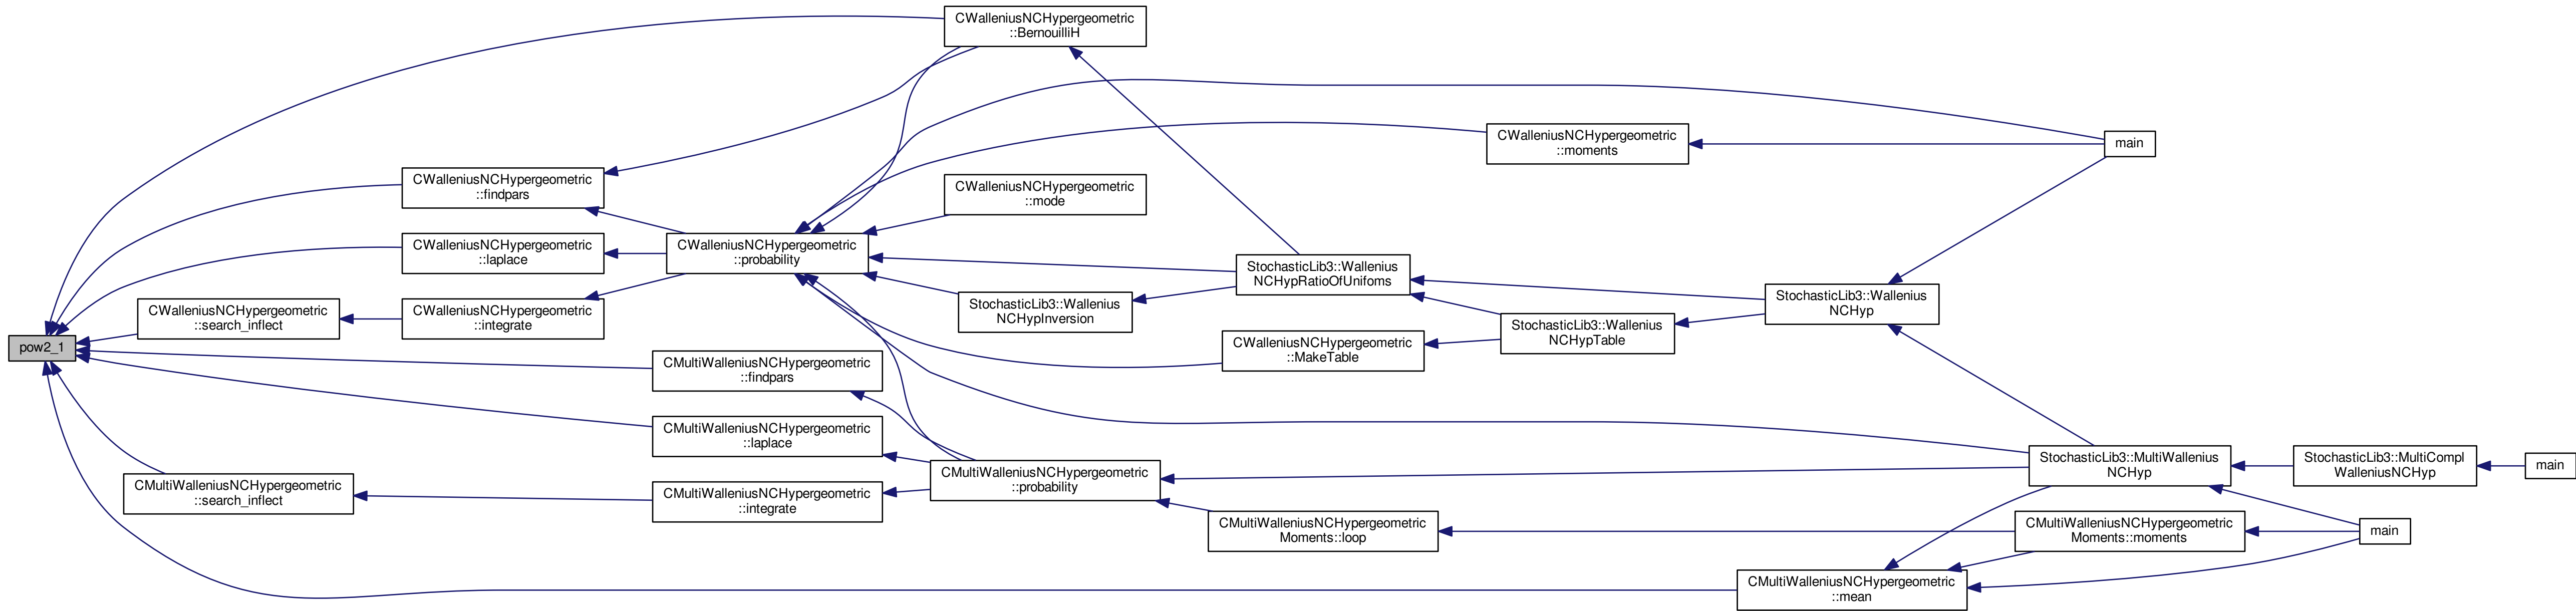 pow2_1
CWalleniusNCHypergeometric
::BernouilliH
CWalleniusNCHypergeometric
::findpars
CWalleniusNCHypergeometric
::laplace
CWalleniusNCHypergeometric
::search_inflect
CWalleniusNCHypergeometric
::integrate
CMultiWalleniusNCHypergeometric
::findpars
CMultiWalleniusNCHypergeometric
::laplace
CMultiWalleniusNCHypergeometric
::search_inflect
CMultiWalleniusNCHypergeometric
::integrate
CWalleniusNCHypergeometric
::probability
CWalleniusNCHypergeometric
::mode
StochasticLib3::Wallenius
NCHypInversion
CMultiWalleniusNCHypergeometric
::probability
CWalleniusNCHypergeometric
::moments
StochasticLib3::Wallenius
NCHypRatioOfUnifoms
CWalleniusNCHypergeometric
::MakeTable
StochasticLib3::Wallenius
NCHypTable
CMultiWalleniusNCHypergeometric
Moments::loop
StochasticLib3::Wallenius
NCHyp
main
StochasticLib3::MultiWallenius
NCHyp
StochasticLib3::MultiCompl
WalleniusNCHyp
main
CMultiWalleniusNCHypergeometric
Moments::moments
main
CMultiWalleniusNCHypergeometric
::mean